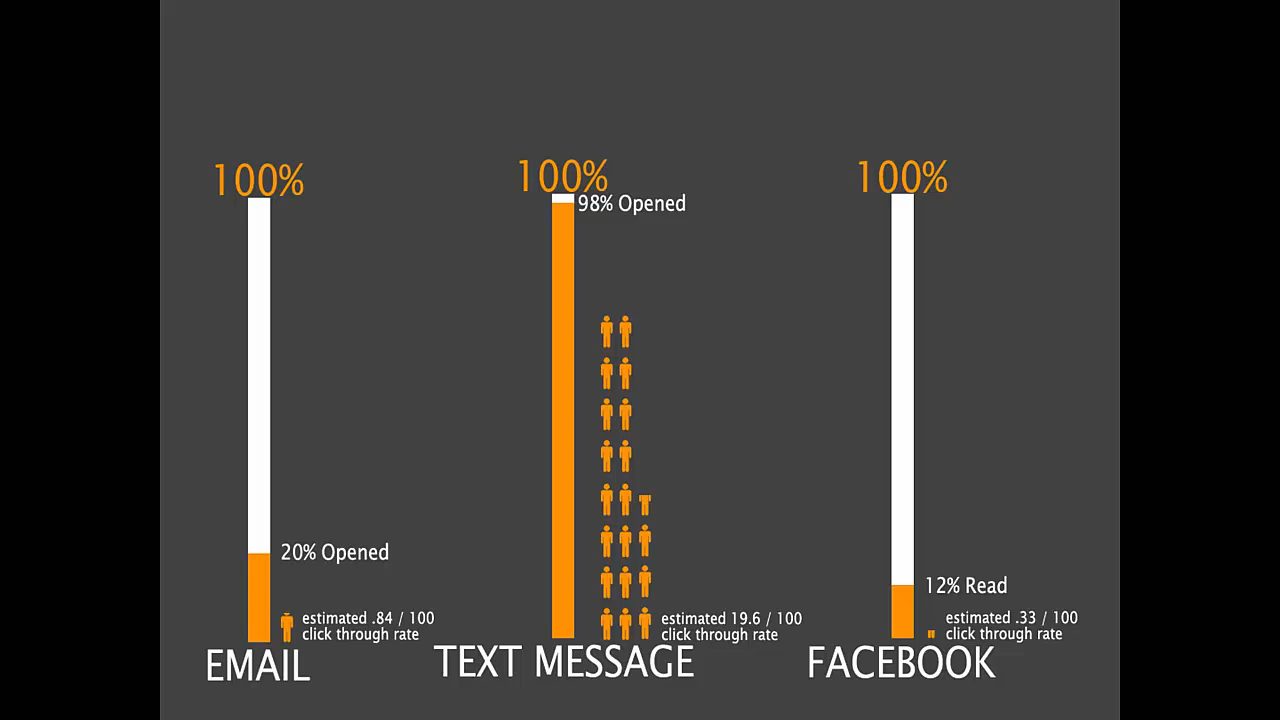 100%
20% Opened
estimated .84 / 100
click through rate
EMAIL
100%
98% Opened
estimated 19.6 / 100
click through rate
TEXT MESSAGE
100%
12% Read
estimated .33 / 100
click through rate
FACEBOOK